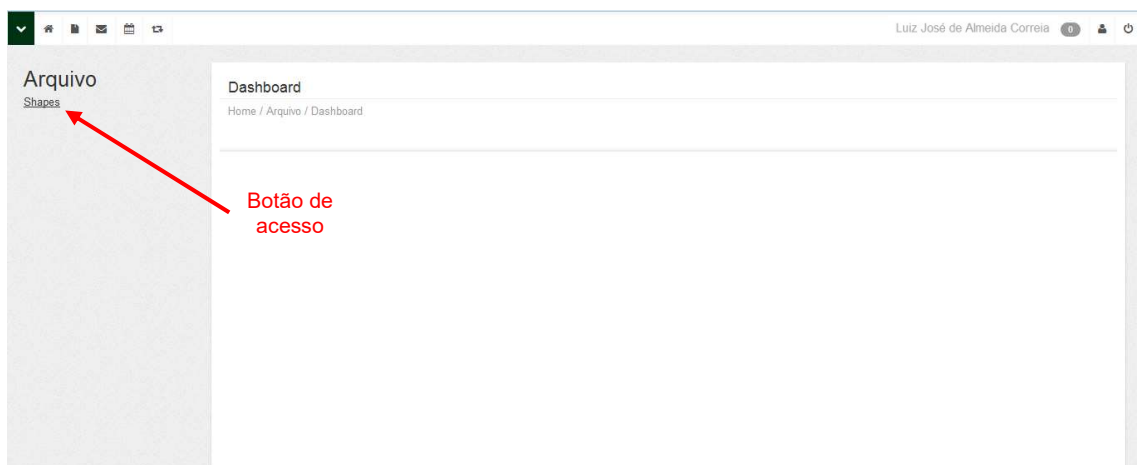 Luiz José de Almeida Correia 0
Arquivo
Shapes
Dashboard
Home / Arquivo / Dashboard
Botão de
acesso